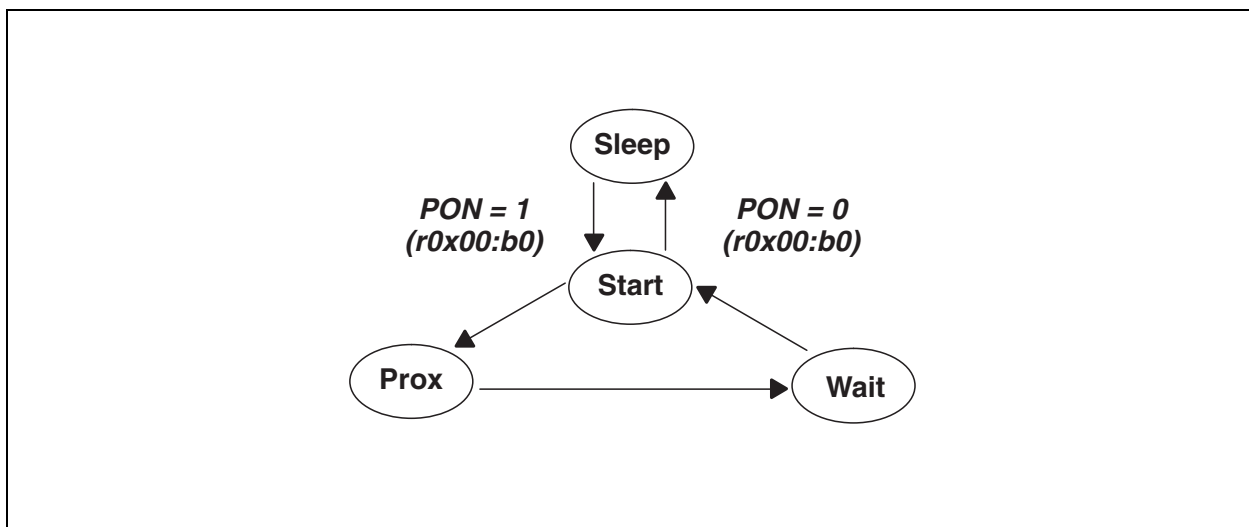 Sleep
PON = 1
(r0x00:b0)
PON = 0
(r0x00:b0)
Start
Prox
Wait